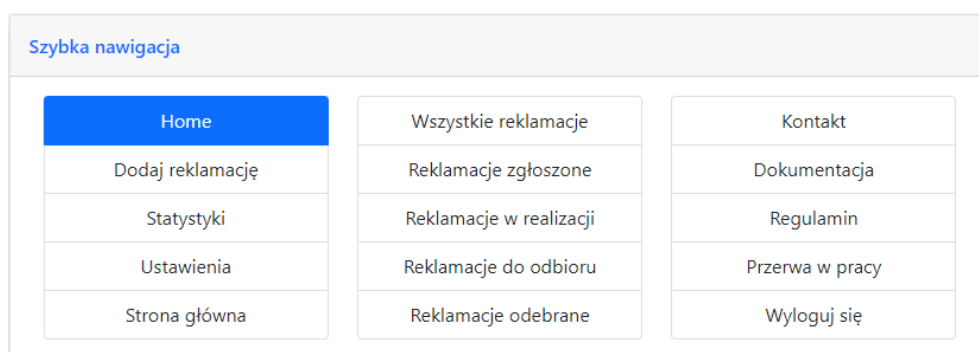 Szybka nawigacja
Home
Dodaj reklamację
Statystyki
Ustawienia
Strona główna
Wszystkie reklamacje
Reklamacje zgłoszone
Reklamacje w realizacji
Reklamacje do odbioru
Reklamacje odebrane
Kontakt
Dokumentacja
Regulamin
Przerwa w pracy
Wyloguj się